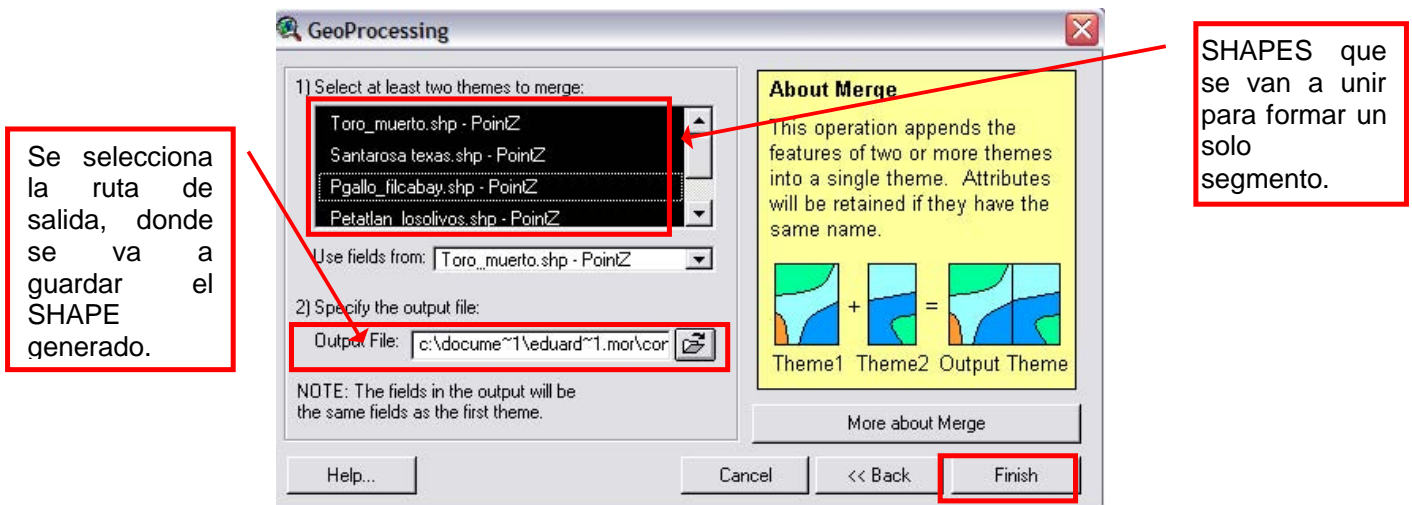 GeoProcessing
Se selecciona
la ruta de
salida, donde
se va a
guardar el
SHAPE
generado.
1) Select at least two themes to merge:
Toro_muerto.shp - PointZ
Santarosa texas.shp - PointZ
Pgallo_filcabay.shp - PointZ
Petatlan_losolivos.shp - PointZ
Use fields from: Toro_muerto.shp - PointZ
2) Specify the output file:
Output File: c:\docume~1\eduard~1.mor\cor
NOTE: The fields in the output will be
the same fields as the first theme.
About Merge
This operation appends the
features of two or more themes
into a single theme. Attributes
will be retained if they have the
same name.
+ =
Theme1 Theme2 Output Theme
More about Merge
Help... Cancel << Back Finish
SHAPES que
se van a unir
para formar un
solo
segmento.